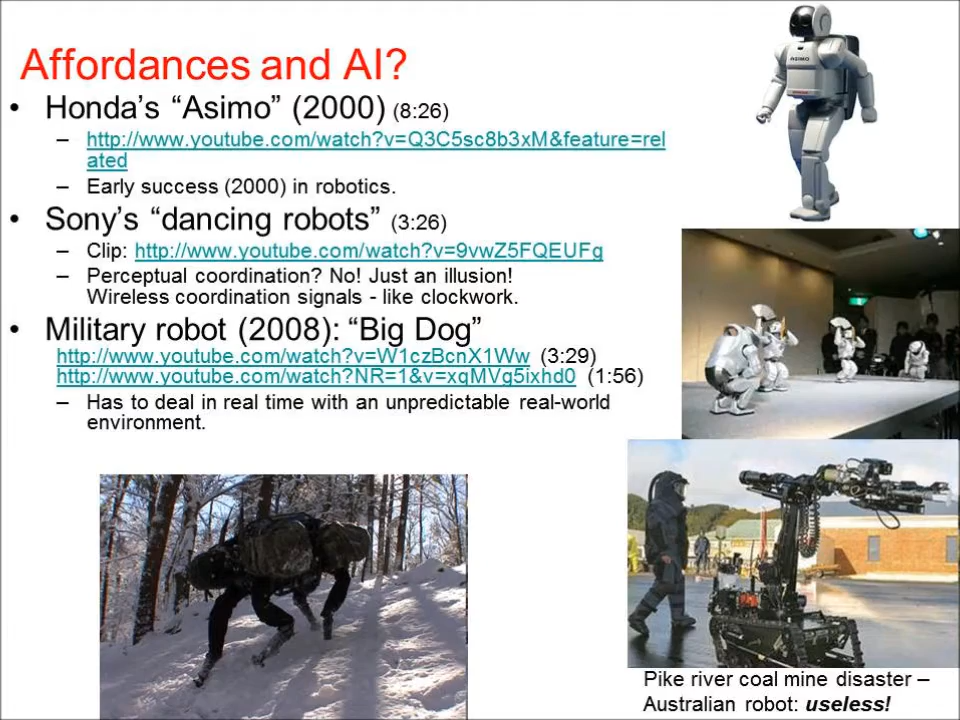 Affordances and AI?
• Honda's “Asimo” (2000) (8:26)
– http://www.youtube.com/watch?v=Q3C5sc8b3xM&feature=rel
ated
– Early success (2000) in robotics.
• Sony's “dancing robots” (3:26)
– Clip: http://www.youtube.com/watch?v=9vwZ5FQEUFg
– Perceptual coordination? No! Just an illusion!
Wireless coordination signals - like clockwork.
• Military robot (2008): “Big Dog”
http://www.youtube.com/watch?v=W1czBcnX1Ww (3:29)
http://www.youtube.com/watch?NR=1&v=xqMVg5ixhd0 (1:56)
– Has to deal in real time with an unpredictable real-world
environment.
ASIMO
Pike river coal mine disaster –
Australian robot: useless!